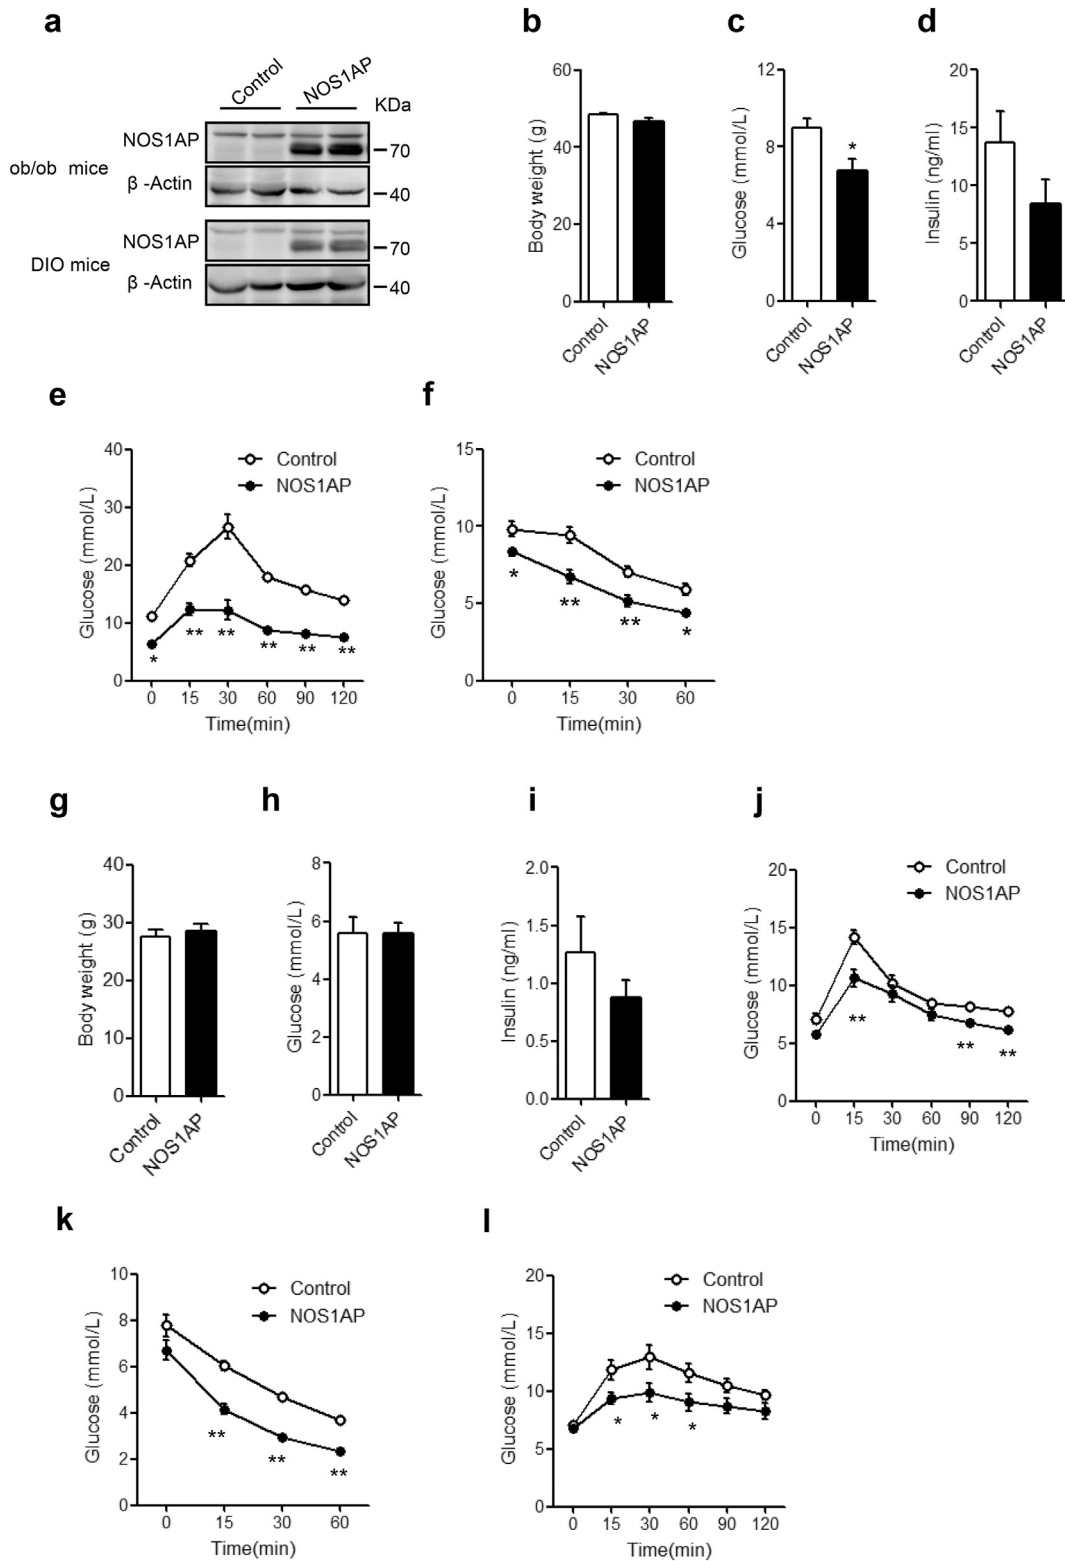 a
Control
NOS1AP
KDa
ob/ob mice
NOS1AP
70
β -Actin
40
DIO mice
NOS1AP
70
β -Actin
40
b
60
40
20
0
Body weight (g)
Control
NOS1AP
c
12
9
6
3
0
Glucose (mmol/L)
*
Control
NOS1AP
d
20
15
10
5
0
Insulin (ng/ml)
Control
NOS1AP
e
40
30
20
10
0
Glucose (mmol/L)
Control
NOS1AP
* ** ** ** ** **
0 15 30 60 90 120
Time(min)
f
15
10
5
0
Glucose (mmol/L)
Control
NOS1AP
* ** ** *
0 15 30 60
Time(min)
g
40
30
20
10
0
Body weight (g)
Control
NOS1AP
h
8
6
4
2
0
Glucose (mmol/L)
Control
NOS1AP
i
2.0
1.5
1.0
0.5
0.0
Insulin (ng/ml)
Control
NOS1AP
j
20
15
10
5
0
Glucose (mmol/L)
Control
NOS1AP
** ** **
0 15 30 60 90 120
Time(min)
k
10
8
6
4
2
0
Glucose (mmol/L)
Control
NOS1AP
** ** **
0 15 30 60
Time(min)
l
20
15
10
5
0
Glucose (mmol/L)
Control
NOS1AP
* * *
0 15 30 60 90 120
Time(min)